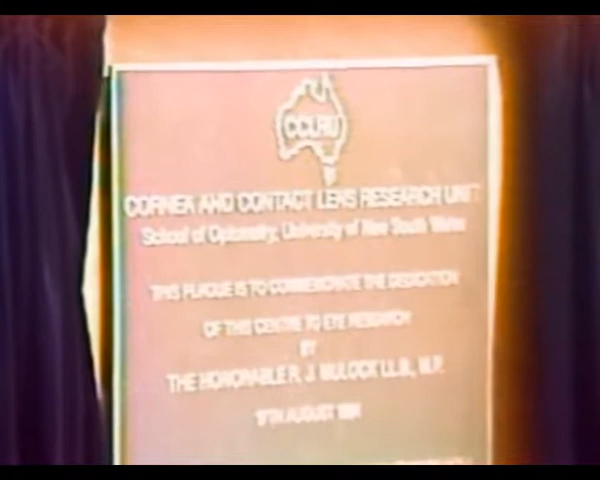 CCLRU
CORNEA AND CONTACT LENS RESEARCH UNIT
School of Optometry, University of New South Wales
THIS PLAQUE IS TO COMMEMORATE THE DEDICATION
OF THIS CENTRE TO EYE RESEARCH
BY
THE HONORABLE R. J. MULOCK LL.B., M.P.
AUGUST